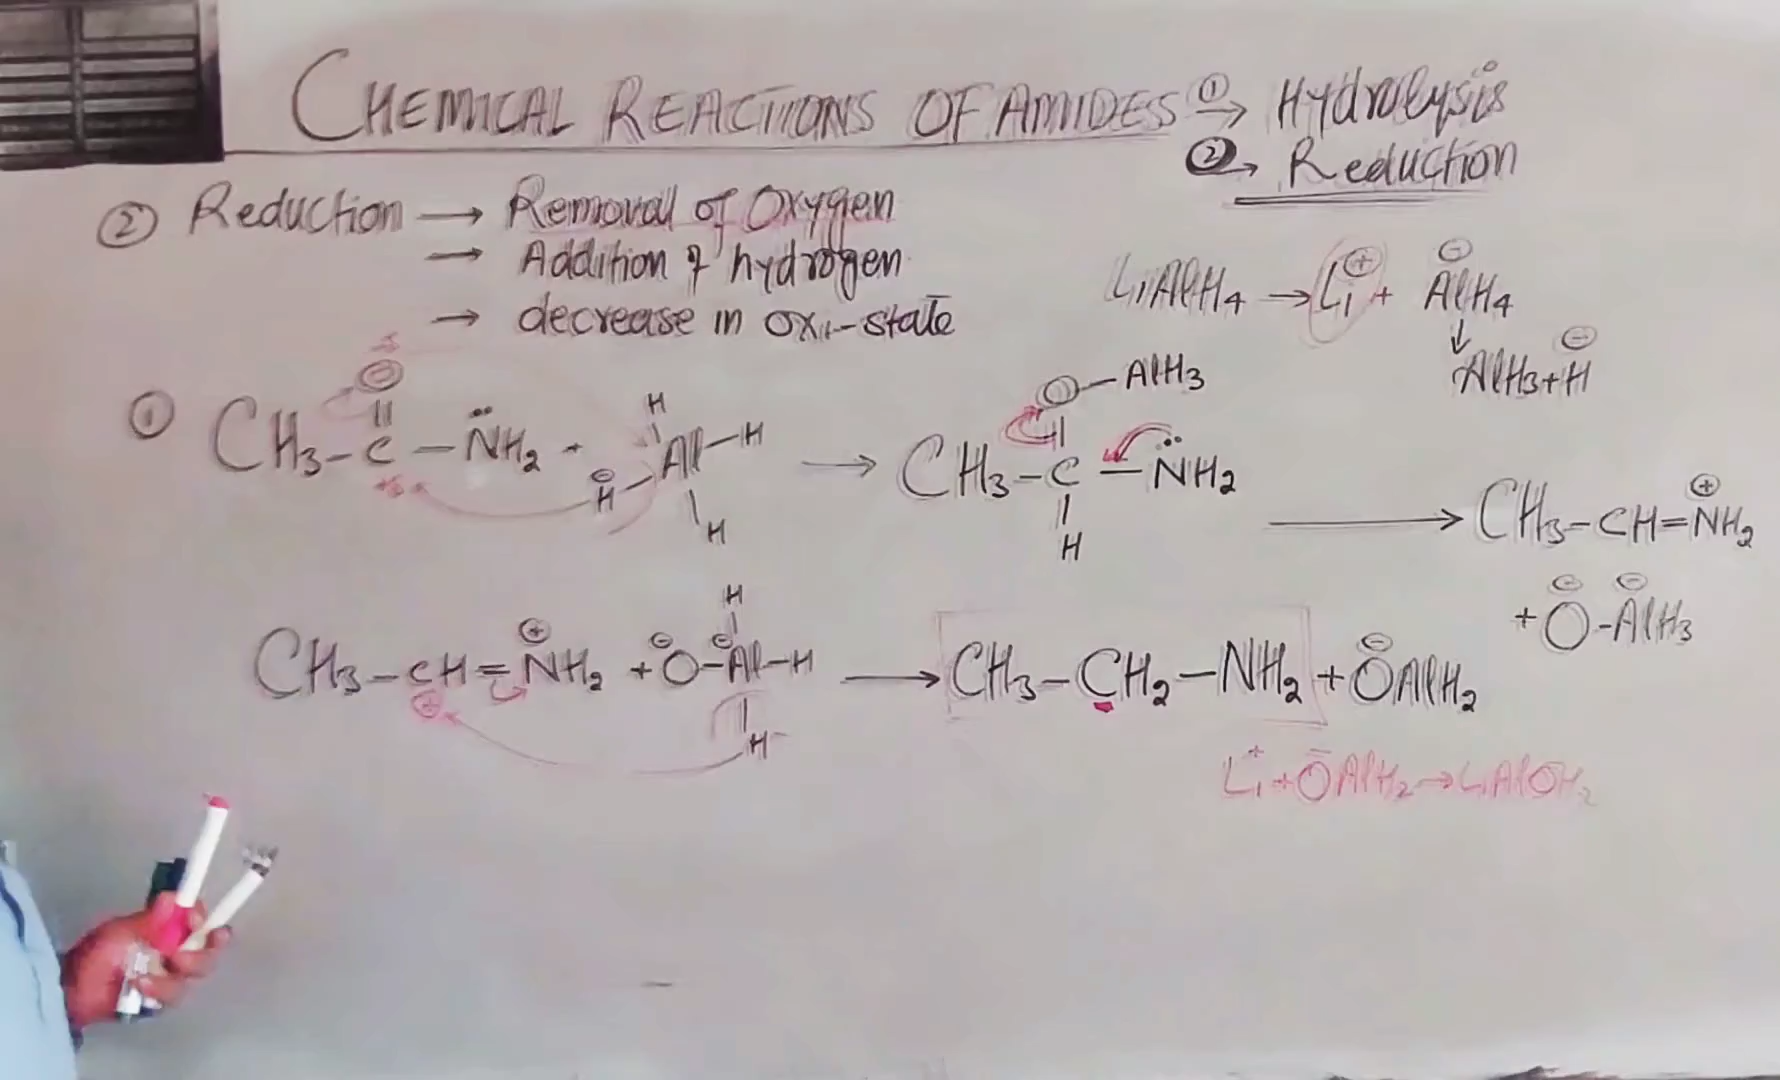 CHEMICAL REACTIONS OF AMIDES ① → Hydrolysis
② → Reduction
② Reduction → Removal of Oxygen
→ Addition of hydrogen
→ decrease in oxi-state
LiAlH4 → Li⊕ + AlH4⊖
↓
AlH3 + H⊖
① CH3-C(=O)-NH2 + H⊖-Al(H)(H)-H → CH3-C(O-AlH3)(H)-NH2
→ CH3-CH=NH2⊕
+ O⊖-AlH3⊖
CH3-CH=NH2⊕ + O⊖-Al⊖(H)(H)-H → CH3-CH2-NH2 + O⊖AlH2
Li+ + O-AlH2 → LiAlOH2